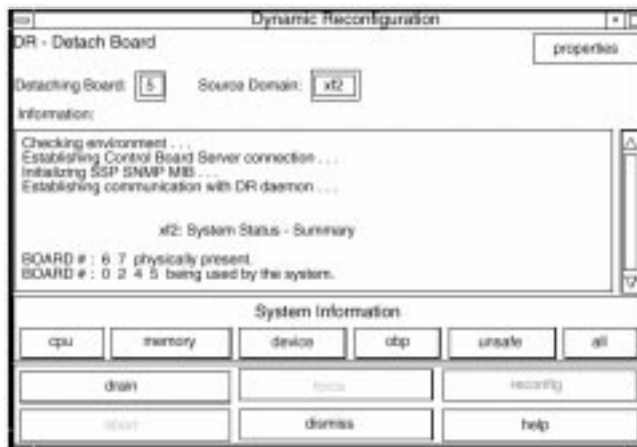 Dynamic Reconfiguration
DR - Detach Board
properties
Detaching Board: 5 Source Domain: xf2
Information:
Checking environment . . .
Establishing Control Board Server connection . . .
Initializing SSP SNMP MIB . . .
Establishing communication with DR daemon . . .
xf2: System Status - Summary
BOARD # : 6 7 physically present.
BOARD # : 0 2 4 5 being used by the system.
System Information
cpu memory device obp unsafe all
drain force reconfig
abort dismiss help